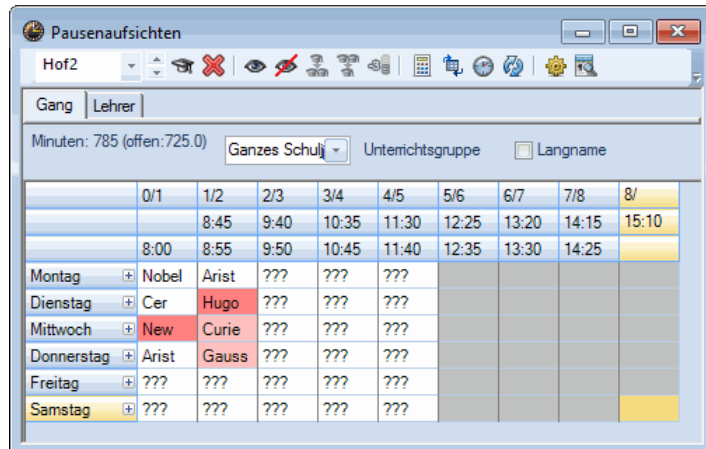 Pausenaufsichten
Hof2
Gang Lehrer
Minuten: 785 (offen:725.0) Ganzes Schulj Unterrichtsgruppe Langname
0/1 1/2 2/3 3/4 4/5 5/6 6/7 7/8 8/
8:45 9:40 10:35 11:30 12:25 13:20 14:15 15:10
8:00 8:55 9:50 10:45 11:40 12:35 13:30 14:25
Montag Nobel Arist ??? ??? ???
Dienstag Cer Hugo ??? ??? ???
Mittwoch New Curie ??? ??? ???
Donnerstag Arist Gauss ??? ??? ???
Freitag ??? ??? ??? ??? ???
Samstag ??? ??? ??? ??? ???